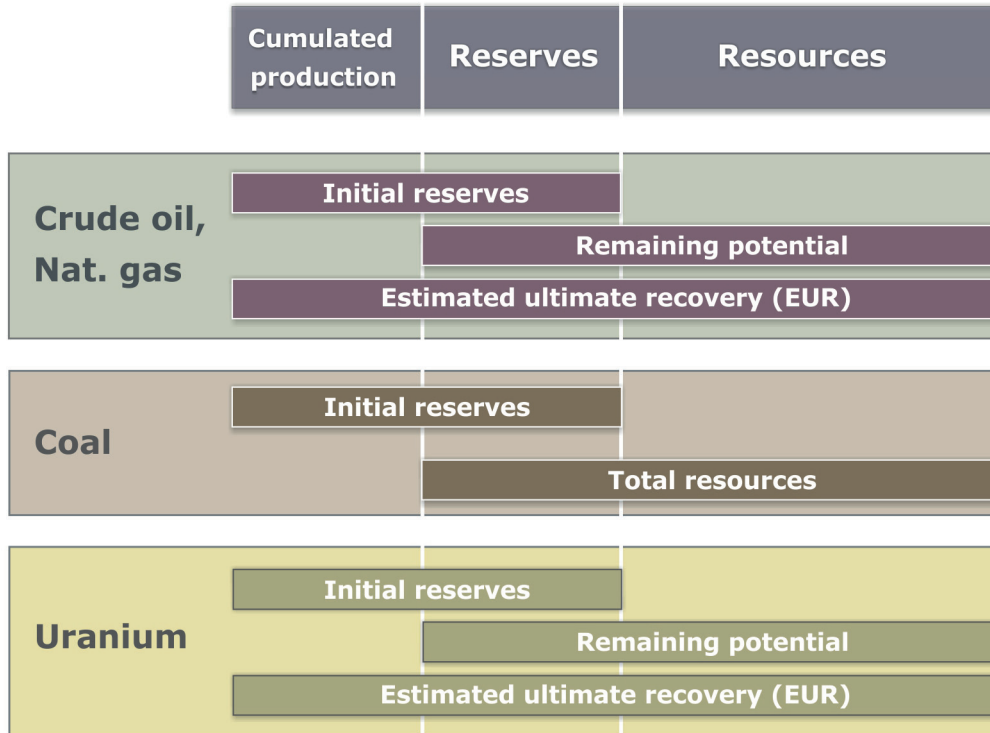 Cumulated
production
Reserves
Resources
Crude oil,
Nat. gas
Initial reserves
Remaining potential
Estimated ultimate recovery (EUR)
Coal
Initial reserves
Total resources
Uranium
Initial reserves
Remaining potential
Estimated ultimate recovery (EUR)